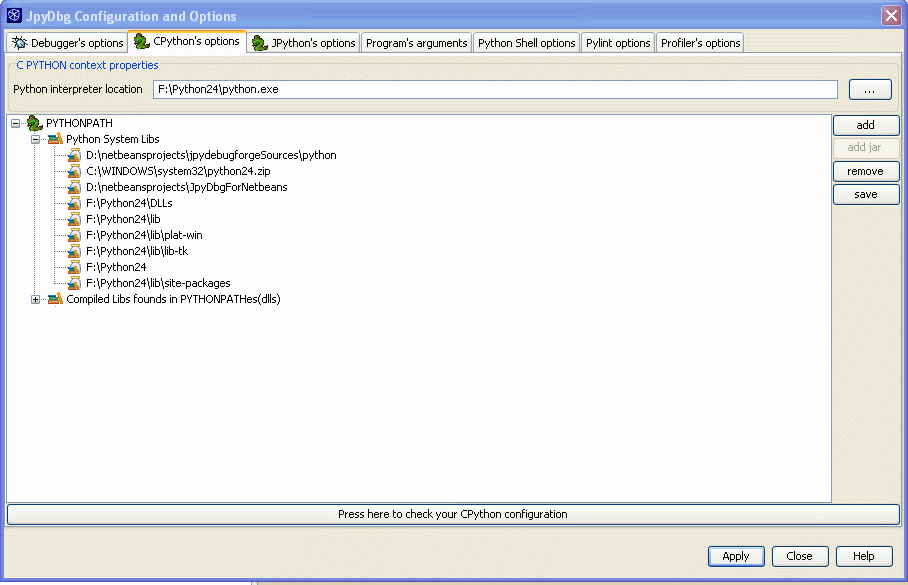 JpyDbg Configuration and Options
Debugger's options CPython's options JPython's options Program's arguments Python Shell options Pylint options Profiler's options
C PYTHON context properties
Python interpreter location F:\Python24\python.exe ...
PYTHONPATH add
Python System Libs add jar
D:\netbeansprojects\jpydebugforgeSources\python
C:\WINDOWS\system32\python24.zip remove
D:\netbeansprojects\JpyDbgForNetbeans save
F:\Python24\DLLs
F:\Python24\lib
F:\Python24\lib\plat-win
F:\Python24\lib\lib-tk
F:\Python24
F:\Python24\lib\site-packages
Compiled Libs founds in PYTHONPATHes(dlls)
Press here to check your CPython configuration
Apply Close Help